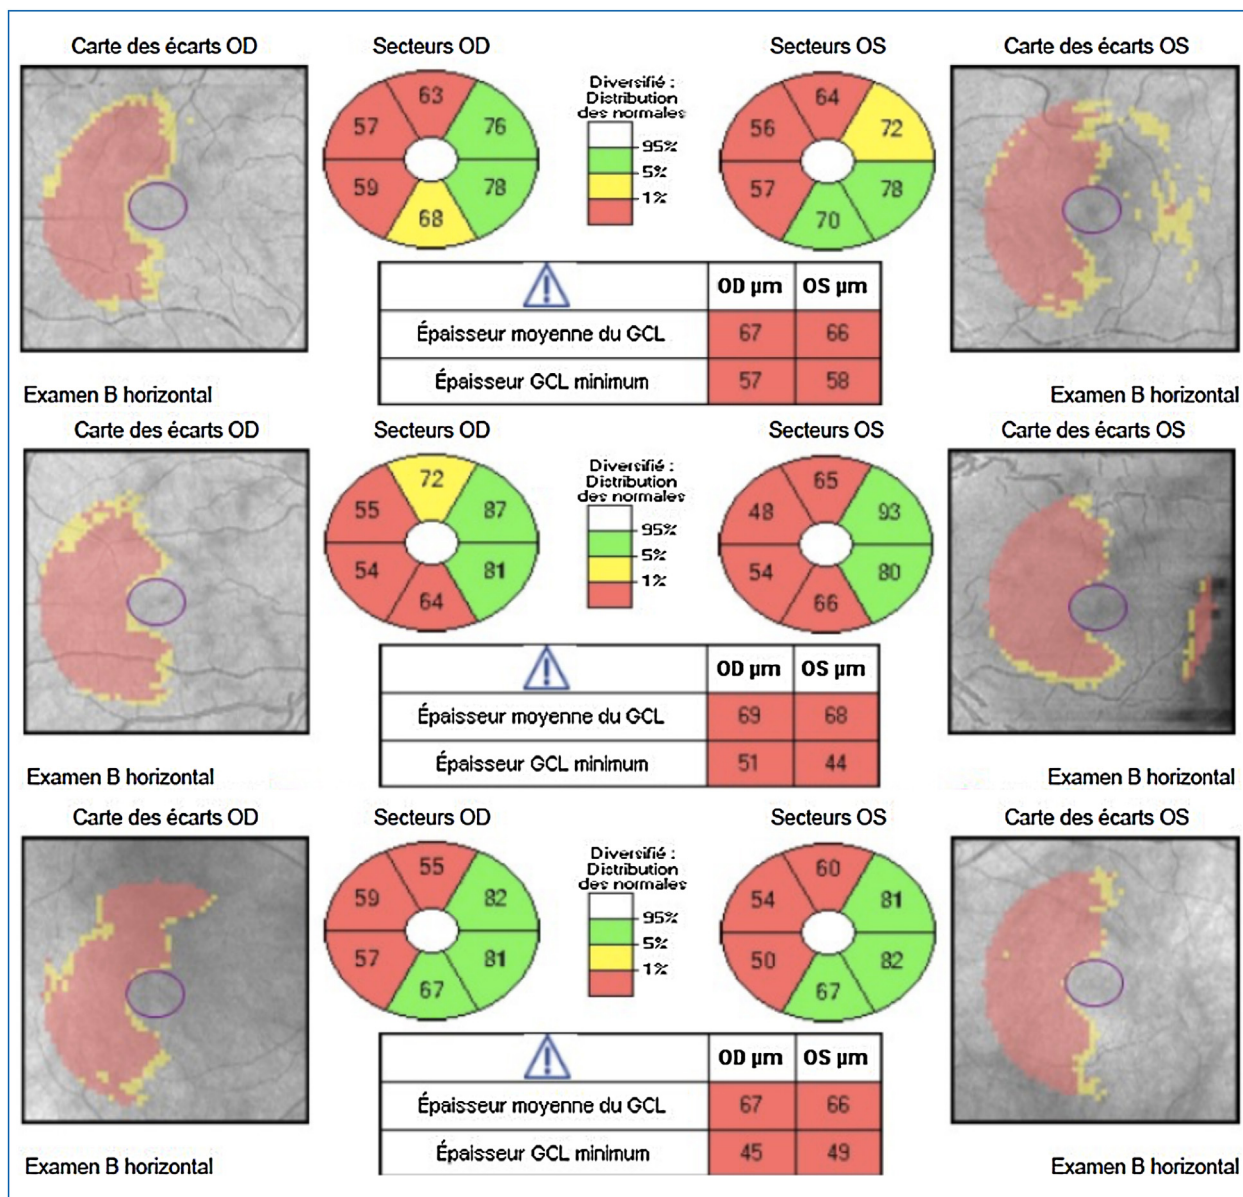 Carte des écarts OD
Secteurs OD
Secteurs OS
Carte des écarts OS
63
57
76
59
78
68
Diversifié :
Distribution
des normales
95%
5%
1%
64
56
72
57
78
70
OD µm OS µm
Épaisseur moyenne du GCL 67 66
Épaisseur GCL minimum 57 58
Examen B horizontal
Examen B horizontal
Carte des écarts OD
Secteurs OD
Secteurs OS
Carte des écarts OS
72
55
87
54
81
64
Diversifié :
Distribution
des normales
95%
5%
1%
65
48
93
54
80
66
OD µm OS µm
Épaisseur moyenne du GCL 69 68
Épaisseur GCL minimum 51 44
Examen B horizontal
Examen B horizontal
Carte des écarts OD
Secteurs OD
Secteurs OS
Carte des écarts OS
55
59
82
57
81
67
Diversifié :
Distribution
des normales
95%
5%
1%
60
54
81
50
82
67
OD µm OS µm
Épaisseur moyenne du GCL 67 66
Épaisseur GCL minimum 45 49
Examen B horizontal
Examen B horizontal